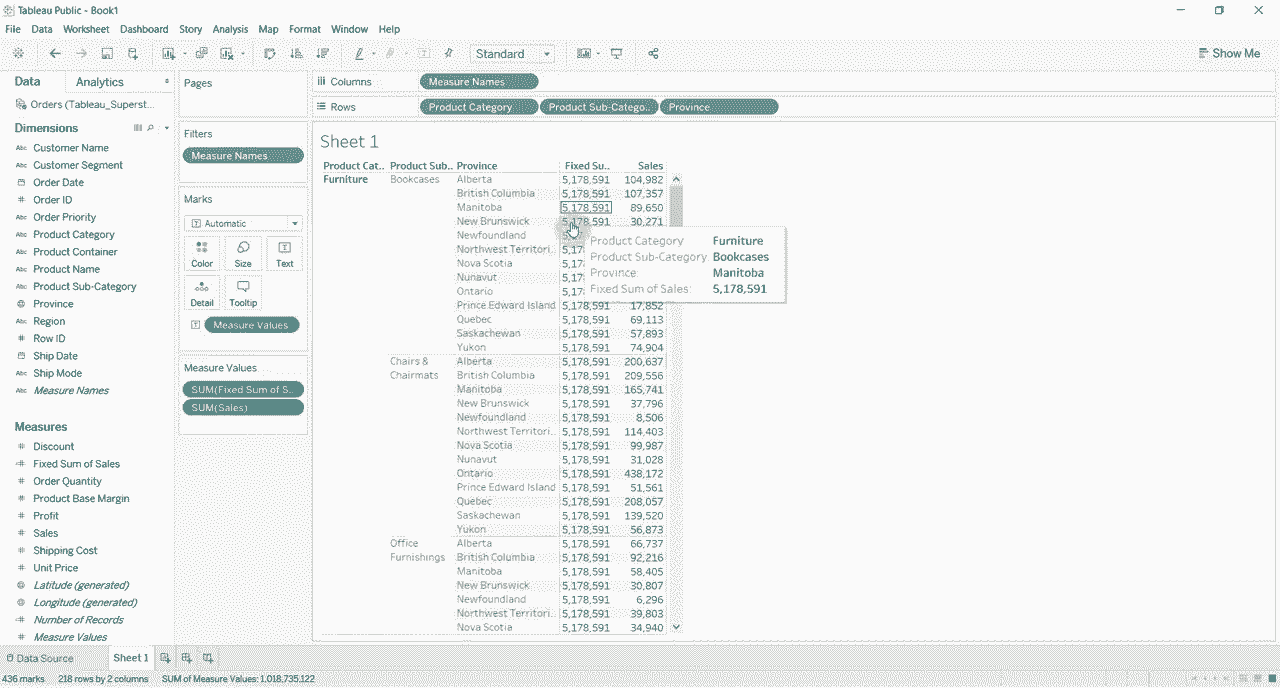 Tableau Public - Book1
File Data Worksheet Dashboard Story Analysis Map Format Window Help
Standard
Show Me
Data Analytics
Orders (Tableau_Superst...
Dimensions
Abc Customer Name
Abc Customer Segment
Order Date
# Order ID
Abc Order Priority
Abc Product Category
Abc Product Container
Abc Product Name
Abc Product Sub-Category
Province
Abc Region
# Row ID
Ship Date
Abc Ship Mode
Abc Measure Names
Measures
# Discount
=# Fixed Sum of Sales
# Order Quantity
# Product Base Margin
# Profit
# Sales
# Shipping Cost
# Unit Price
Latitude (generated)
Longitude (generated)
=# Number of Records
# Measure Values
Pages
Filters
Measure Names
Marks
Automatic
Color Size Text
Detail Tooltip
Measure Values
Measure Values
SUM(Fixed Sum of S..
SUM(Sales)
Columns Measure Names
Rows Product Category Product Sub-Catego.. Province
Sheet 1
Product Cat.. Product Sub.. Province Fixed Su.. Sales
Furniture Bookcases Alberta 5,178,591 104,982
British Columbia 5,178,591 107,357
Manitoba 5,178,591 89,650
New Brunswick 5,178,591 30,271
Newfoundland
Northwest Territori.. 5,17
Nova Scotia 5,17
Nunavut 5,17
Ontario 5,17
Prince Edward Island 5,178,591 17,852
Quebec 5,178,591 69,113
Saskachewan 5,178,591 57,893
Yukon 5,178,591 74,904
Chairs & Alberta 5,178,591 200,637
Chairmats British Columbia 5,178,591 209,556
Manitoba 5,178,591 165,741
New Brunswick 5,178,591 37,796
Newfoundland 5,178,591 8,506
Northwest Territori.. 5,178,591 114,403
Nova Scotia 5,178,591 99,987
Nunavut 5,178,591 31,028
Ontario 5,178,591 438,172
Prince Edward Island 5,178,591 51,561
Quebec 5,178,591 208,057
Saskachewan 5,178,591 139,520
Yukon 5,178,591 56,873
Office Alberta 5,178,591 66,737
Furnishings British Columbia 5,178,591 92,216
Manitoba 5,178,591 58,405
New Brunswick 5,178,591 30,807
Newfoundland 5,178,591 6,296
Northwest Territori.. 5,178,591 39,803
Nova Scotia 5,178,591 34,940
Product Category Furniture
Product Sub-Category: Bookcases
Province: Manitoba
Fixed Sum of Sales: 5,178,591
Data Source Sheet 1
436 marks 218 rows by 2 columns SUM of Measure Values: 1,018,735,122